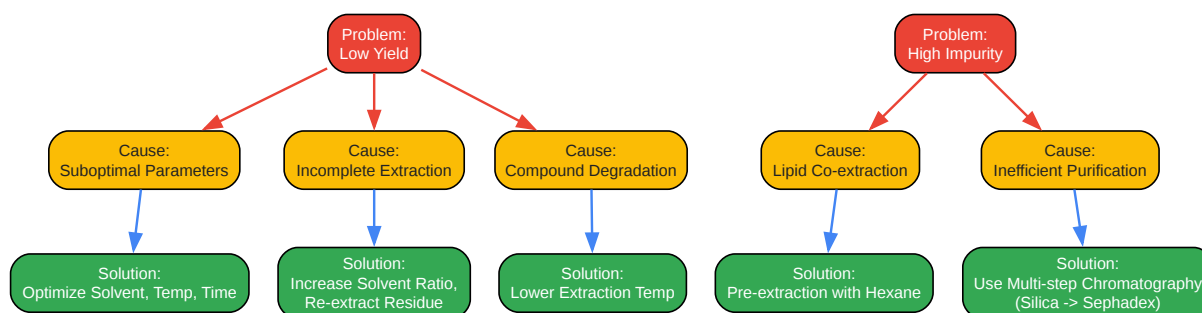 Problem:
Low Yield
Problem:
High Impurity
Cause:
Suboptimal Parameters
Cause:
Incomplete Extraction
Cause:
Compound Degradation
Cause:
Lipid Co-extraction
Cause:
Inefficient Purification
Solution:
Optimize Solvent, Temp, Time
Solution:
Increase Solvent Ratio,
Re-extract Residue
Solution:
Lower Extraction Temp
Solution:
Pre-extraction with Hexane
Solution:
Use Multi-step Chromatography
(Silica -> Sephadex)